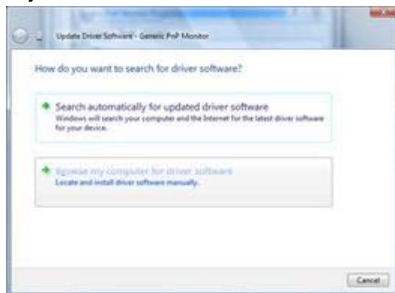 Update Driver Software - Generic PnP Monitor
How do you want to search for driver software?
Search automatically for updated driver software
Windows will search your computer and the Internet for the latest driver software
for your device.
Browse my computer for driver software
Locate and install driver software manually.
Cancel